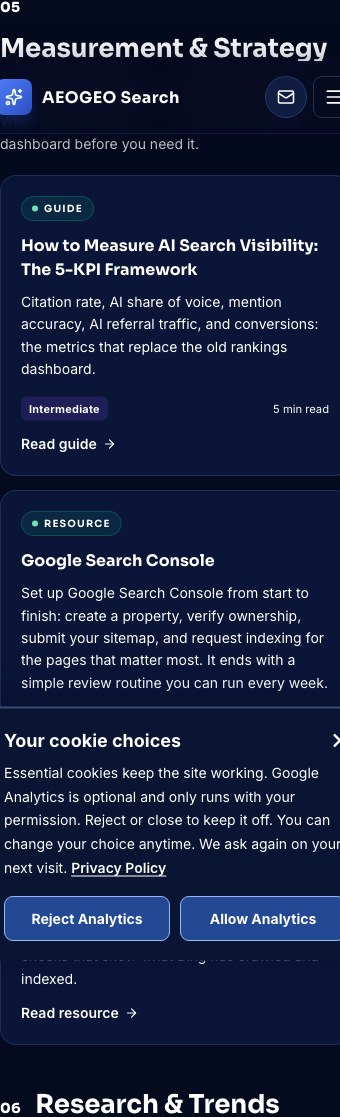 05
Measurement & Strategy
AEOGEO Search
dashboard before you need it.
GUIDE
How to Measure AI Search Visibility:
The 5-KPI Framework
Citation rate, AI share of voice, mention
accuracy, AI referral traffic, and conversions:
the metrics that replace the old rankings
dashboard.
Intermediate
5 min read
Read guide →
RESOURCE
Google Search Console
Set up Google Search Console from start to
finish: create a property, verify ownership,
submit your sitemap, and request indexing for
the pages that matter most. It ends with a
simple review routine you can run every week.
Your cookie choices
Essential cookies keep the site working. Google
Analytics is optional and only runs with your
permission. Reject or close to keep it off. You can
change your choice anytime. We ask again on your
next visit. Privacy Policy
Reject Analytics
Allow Analytics
indexed.
Read resource →
06 Research & Trends